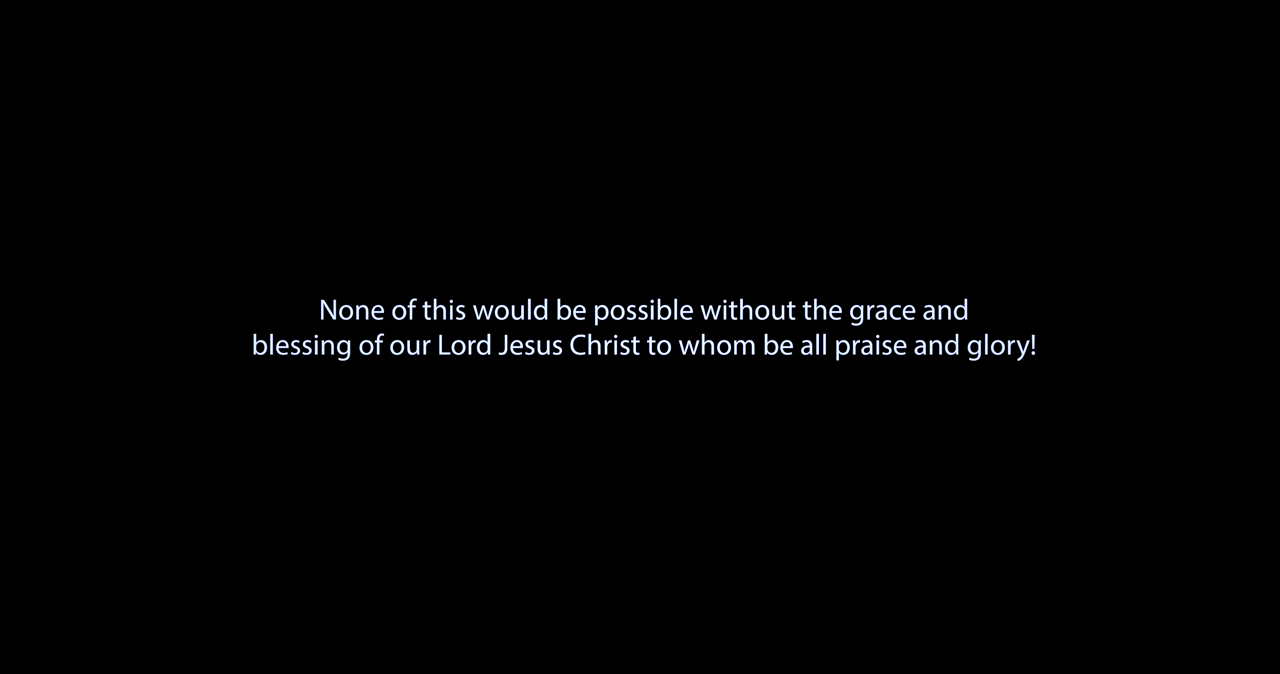 None of this would be possible without the grace and
blessing of our Lord Jesus Christ to whom be all praise and glory!